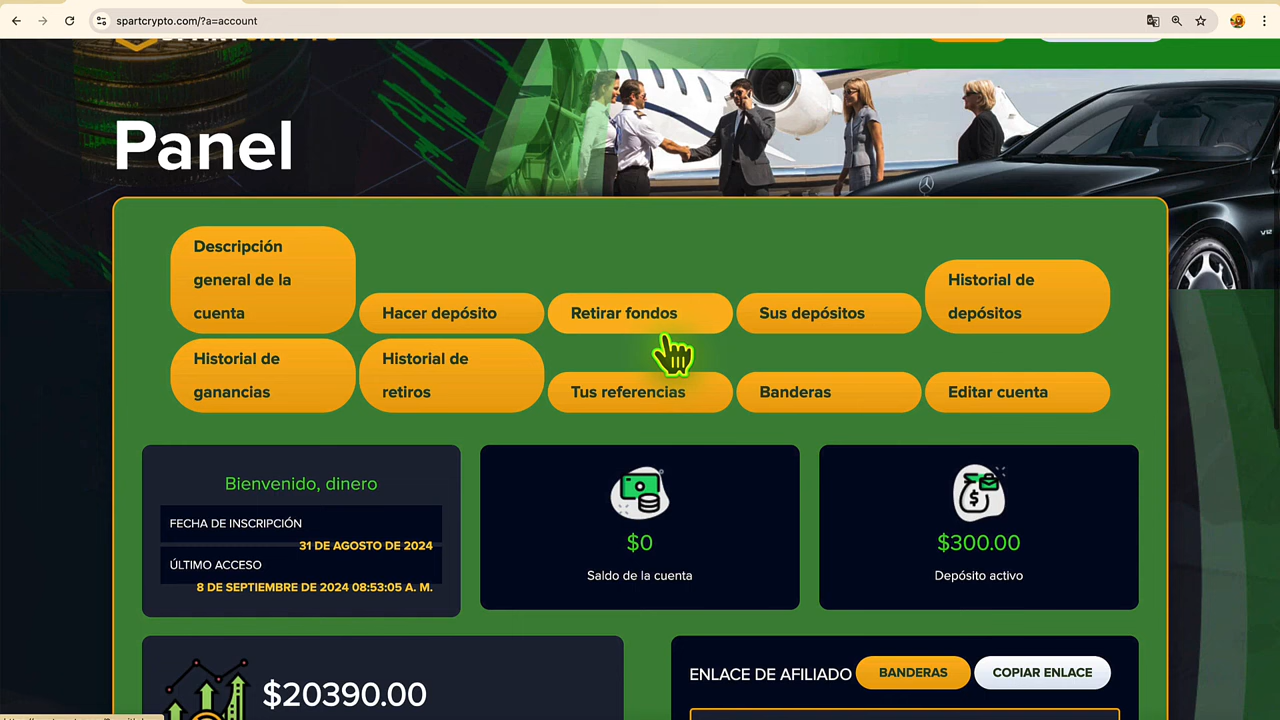 spartcrypto.com/?a=account
Panel
Descripción
general de la
cuenta
Hacer depósito
Retirar fondos
Sus depósitos
Historial de
depósitos
Historial de
ganancias
Historial de
retiros
Tus referencias
Banderas
Editar cuenta
Bienvenido, dinero
FECHA DE INSCRIPCIÓN
31 DE AGOSTO DE 2024
ÚLTIMO ACCESO
8 DE SEPTIEMBRE DE 2024 08:53:05 A. M.
$0
Saldo de la cuenta
$300.00
Depósito activo
$20390.00
ENLACE DE AFILIADO
BANDERAS
COPIAR ENLACE
V12